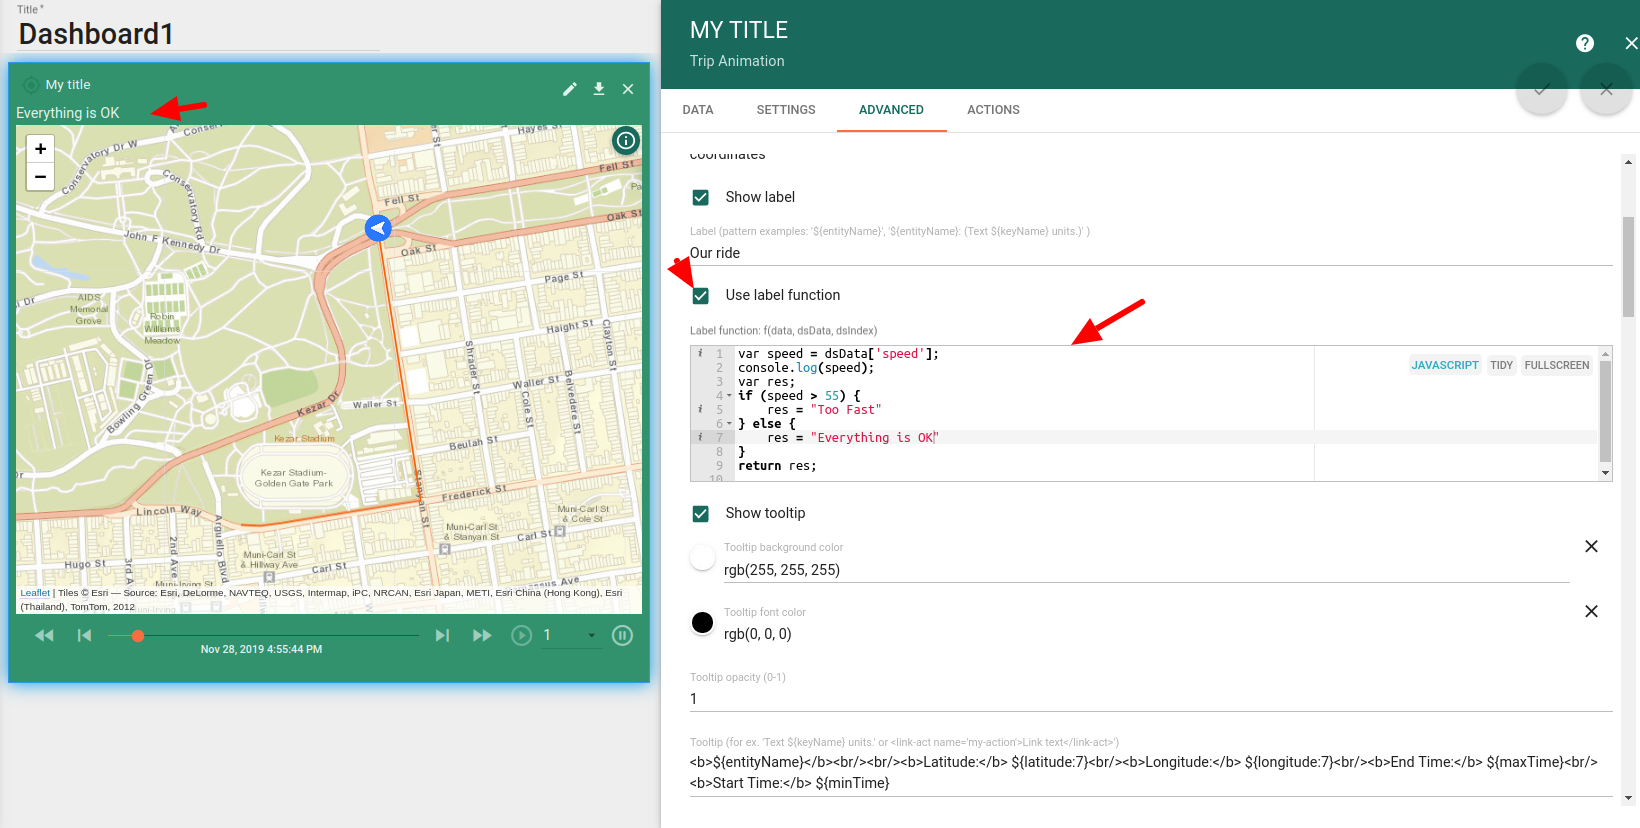 Title *
Dashboard1
My title
Everything is OK
+
−
Conservatory Dr W
Conservatory Rd
Hayes St
Fell St
Fell St
Oak St
Oak St
John F Kennedy Dr
Page St
AIDS
Memorial
Grove
Robin
Williams
Meadow
Haight St
Clayton St
Shrader St
Bowling Green Dr
Waller St
Waller St
Cole St
Belvedere St
Kezar Dr
Kezar Stadium
Beulah St
Kezar Stadium-
Golden Gate Park
Stanyan St
Frederick St
Lincoln Way
Muni-Carl St
& Cole St
Muni-Carl St
& Stanyan St
Carl St
Arguello Blvd
2nd Ave
3rd Ave
Hugo St
Muni-Carl St
& Hillway Ave
Muni-Irving St
Leaflet | Tiles © Esri — Source: Esri, DeLorme, NAVTEQ, USGS, Intermap, iPC, NRCAN, Esri Japan, METI, Esri China (Hong Kong), Esri
(Thailand), TomTom, 2012
1
Nov 28, 2019 4:55:44 PM
MY TITLE
Trip Animation
DATA SETTINGS ADVANCED ACTIONS
coordinates
Show label
Label (pattern examples: '${entityName}', '${entityName}: (Text ${keyName} units.)' )
Our ride
Use label function
Label function: f(data, dsData, dsIndex)
JAVASCRIPT TIDY FULLSCREEN
1 var speed = dsData['speed'];
2 console.log(speed);
3 var res;
4 if (speed > 55) {
5 res = "Too Fast"
6 } else {
7 res = "Everything is OK"
8 }
9 return res;
10
Show tooltip
Tooltip background color
rgb(255, 255, 255)
Tooltip font color
rgb(0, 0, 0)
Tooltip opacity (0-1)
1
Tooltip (for ex. 'Text ${keyName} units.' or <link-act name='my-action'>Link text</link-act>')
<b>${entityName}</b><br/><br/><b>Latitude:</b> ${latitude:7}<br/><b>Longitude:</b> ${longitude:7}<br/><b>End Time:</b> ${maxTime}<br/>
<b>Start Time:</b> ${minTime}